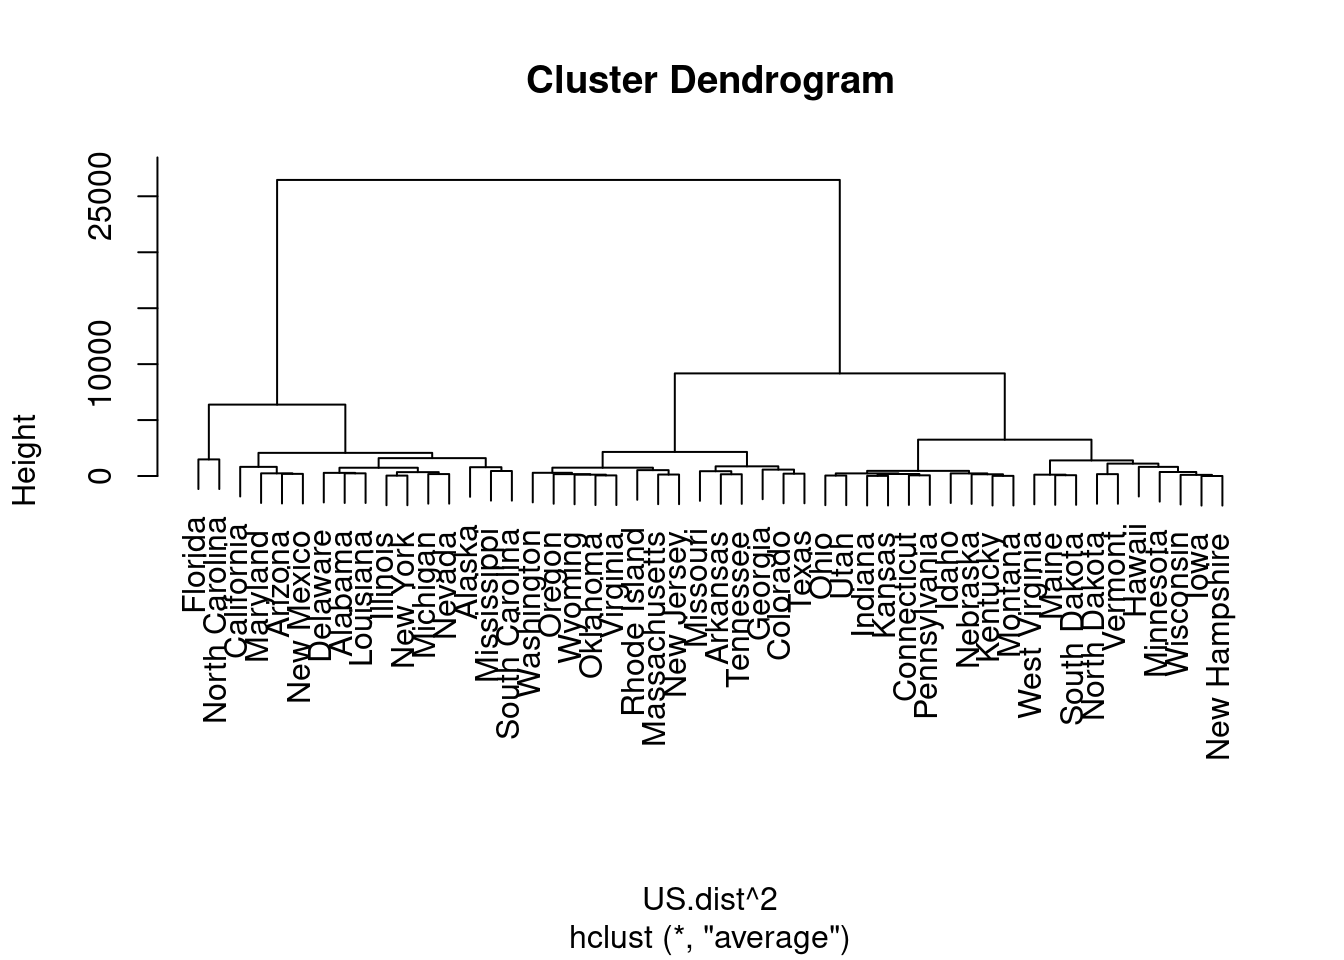 Cluster Dendrogram
Height
0
10000
25000
Florida
North Carolina
California
Maryland
Arizona
New Mexico
Delaware
Alabama
Louisiana
Illinois
New York
Michigan
Nevada
Alaska
Mississippi
South Carolina
Washington
Oregon
Wyoming
Oklahoma
Virginia
Rhode Island
Massachusetts
New Jersey
Missouri
Arkansas
Tennessee
Georgia
Colorado
Texas
Ohio
Utah
Indiana
Kansas
Connecticut
Pennsylvania
Idaho
Nebraska
Kentucky
Montana
West Virginia
Maine
South Dakota
North Dakota
Vermont
Hawaii
Minnesota
Wisconsin
Iowa
New Hampshire
US.dist^2
hclust (*, "average")